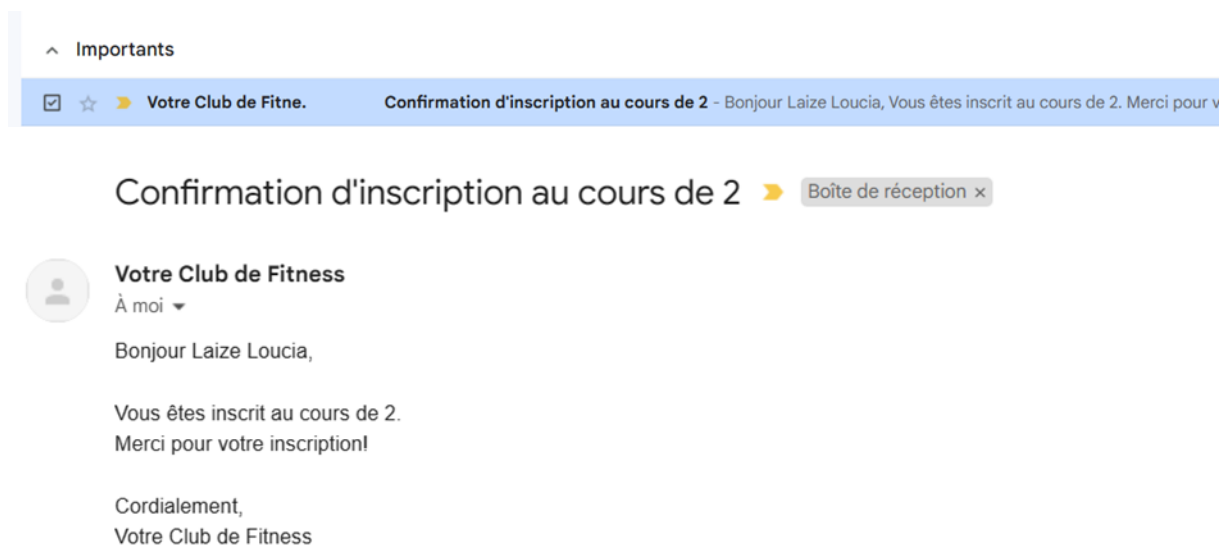 Importants
Votre Club de Fitne. Confirmation d'inscription au cours de 2 - Bonjour Laize Loucia, Vous êtes inscrit au cours de 2. Merci pour v
Confirmation d'inscription au cours de 2 Boîte de réception ×
Votre Club de Fitness
À moi
Bonjour Laize Loucia,
Vous êtes inscrit au cours de 2.
Merci pour votre inscription!
Cordialement,
Votre Club de Fitness